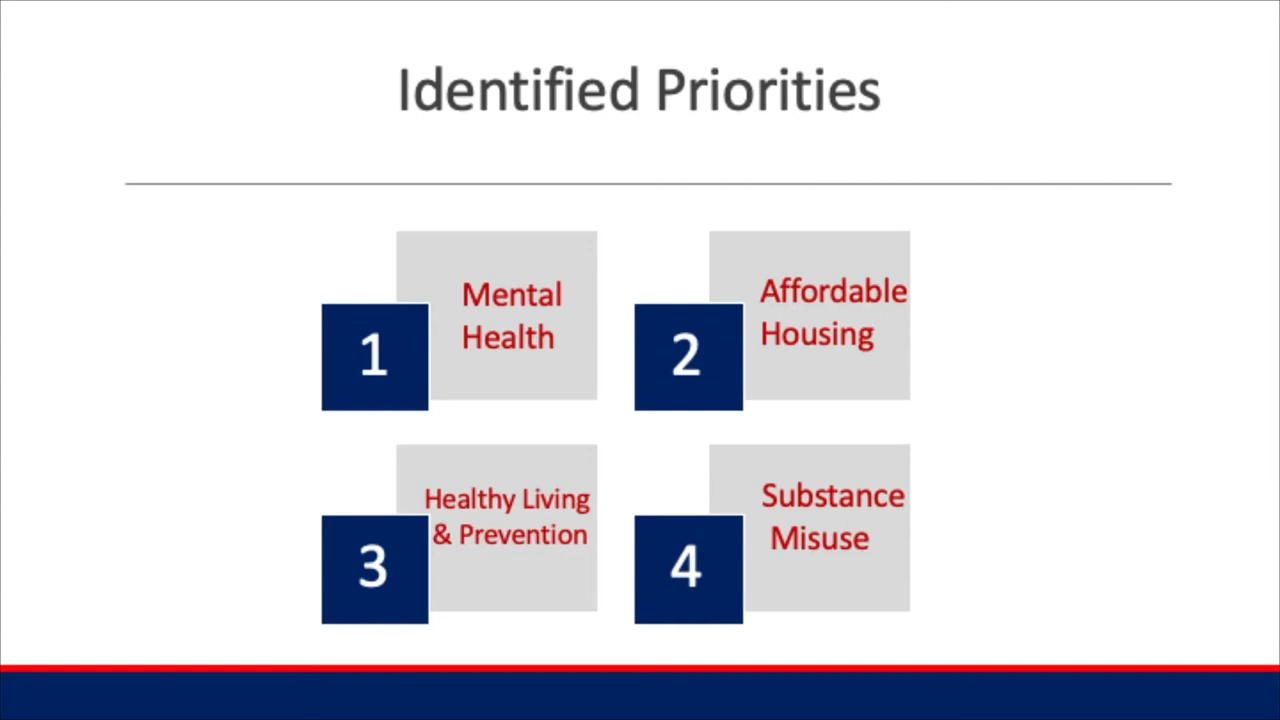 Identified Priorities
1
Mental
Health
2
Affordable
Housing
3
Healthy Living
& Prevention
4
Substance
Misuse